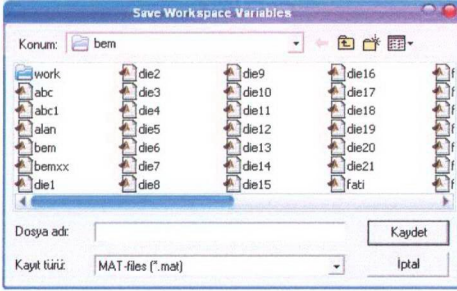 Save Workspace Variables
Konum: bem
work die2 die9 die16 f
abc die3 die10 die17 f
abc1 die4 die11 die18 f
alan die5 die12 die19 f
bem die6 die13 die20 f
bemxx die7 die14 die21 f
die1 die8 die15 fati f
Dosya adı: Kaydet
Kayıt türü: MAT-files (*.mat) İptal